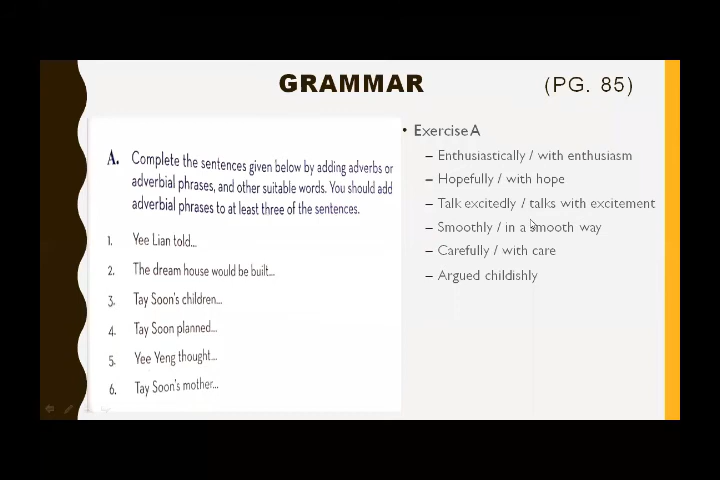 GRAMMAR (PG. 85)
A. Complete the sentences given below by adding adverbs or
adverbial phrases, and other suitable words. You should add
adverbial phrases to at least three of the sentences.
1. Yee Lian told...
2. The dream house would be built...
3. Tay Soon's children...
4. Tay Soon planned...
5. Yee Yeng thought...
6. Tay Soon's mother...
• Exercise A
– Enthusiastically / with enthusiasm
– Hopefully / with hope
– Talk excitedly / talks with excitement
– Smoothly / in a smooth way
– Carefully / with care
– Argued childishly